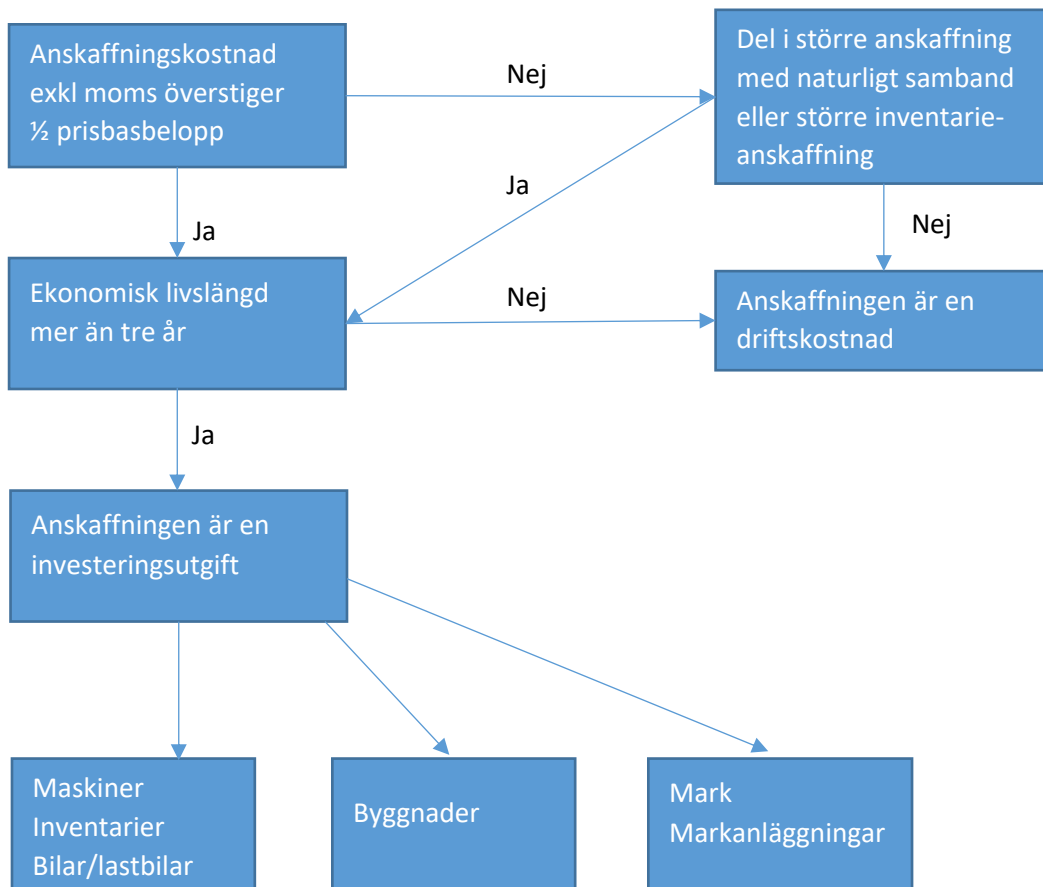 Anskaffningskostnad
exkl moms överstiger
½ prisbasbelopp
Nej
Del i större anskaffning
med naturligt samband
eller större inventarie-
anskaffning
Ja
Ja
Nej
Ekonomisk livslängd
mer än tre år
Nej
Anskaffningen är en
driftskostnad
Ja
Anskaffningen är en
investeringsutgift
Maskiner
Inventarier
Bilar/lastbilar
Byggnader
Mark
Markanläggningar